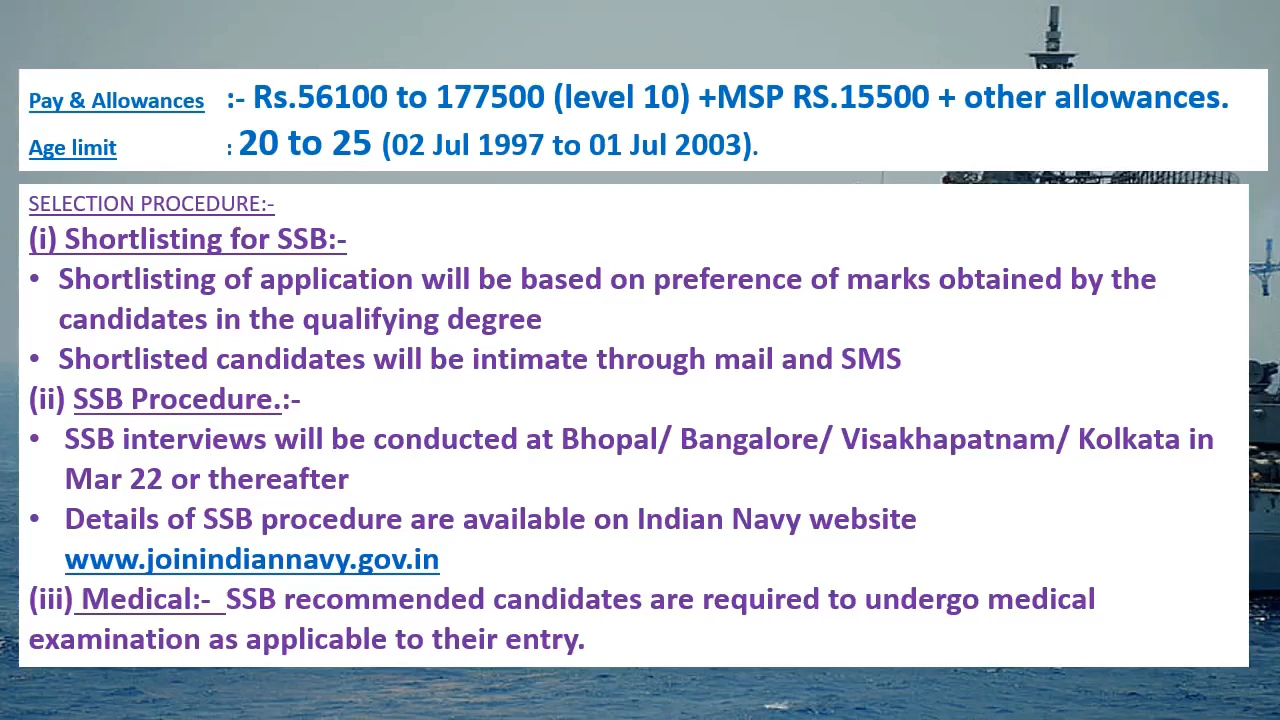 Pay & Allowances :- Rs.56100 to 177500 (level 10) +MSP RS.15500 + other allowances.
Age limit : 20 to 25 (02 Jul 1997 to 01 Jul 2003).
SELECTION PROCEDURE:-
(i) Shortlisting for SSB:-
• Shortlisting of application will be based on preference of marks obtained by the
candidates in the qualifying degree
• Shortlisted candidates will be intimate through mail and SMS
(ii) SSB Procedure.:-
• SSB interviews will be conducted at Bhopal/ Bangalore/ Visakhapatnam/ Kolkata in
Mar 22 or thereafter
• Details of SSB procedure are available on Indian Navy website
www.joinindiannavy.gov.in
(iii) Medical:- SSB recommended candidates are required to undergo medical
examination as applicable to their entry.